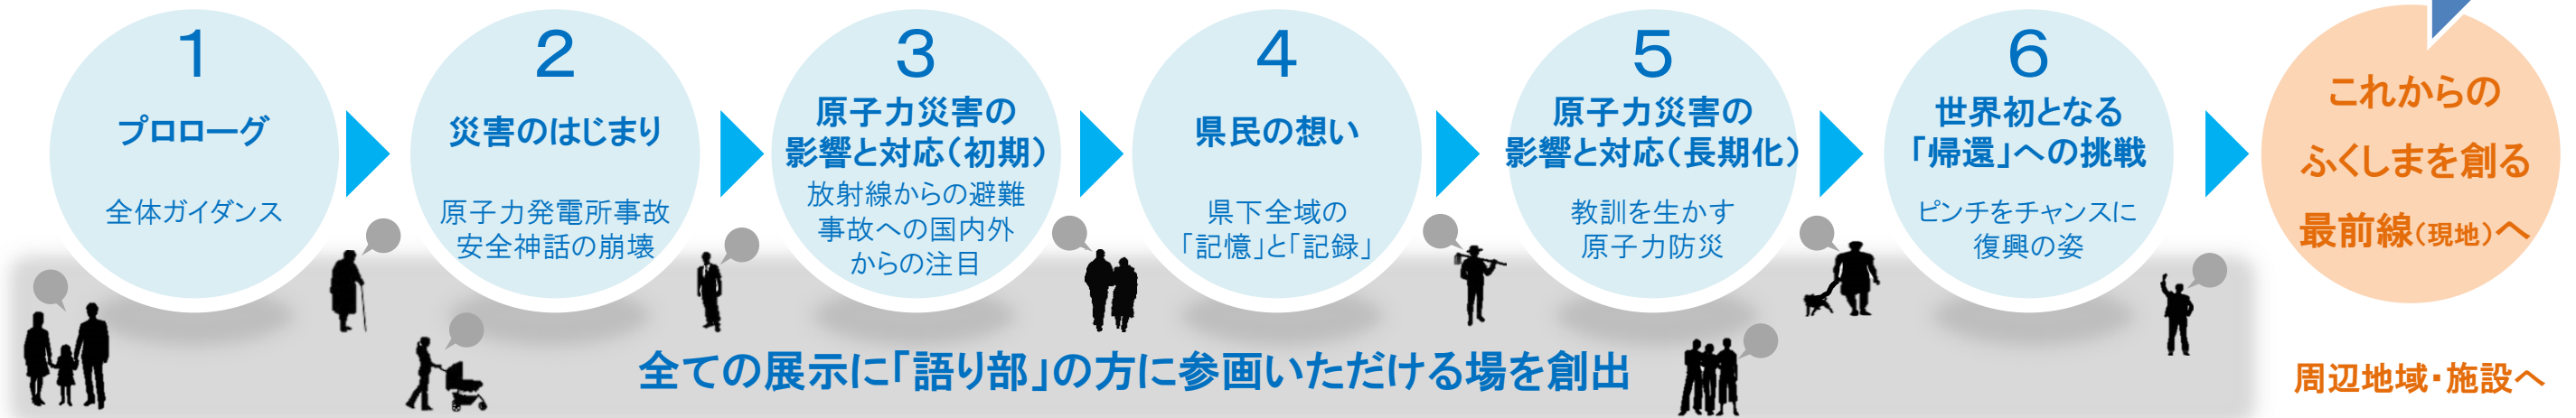 1
プロローグ
全体ガイダンス
2
災害のはじまり
原子力発電所事故
安全神話の崩壊
3
原子力災害の
影響と対応（初期）
放射線からの避難
事故への国内外
からの注目
4
県民の想い
県下全域の
「記憶」と「記録」
5
原子力災害の
影響と対応（長期化）
教訓を生かす
原子力防災
6
世界初となる
「帰還」への挑戦
ピンチをチャンスに
復興の姿
これからの
ふくしまを創る
最前線（現地）へ
全ての展示に「語り部」の方に参画いただける場を創出
周辺地域・施設へ